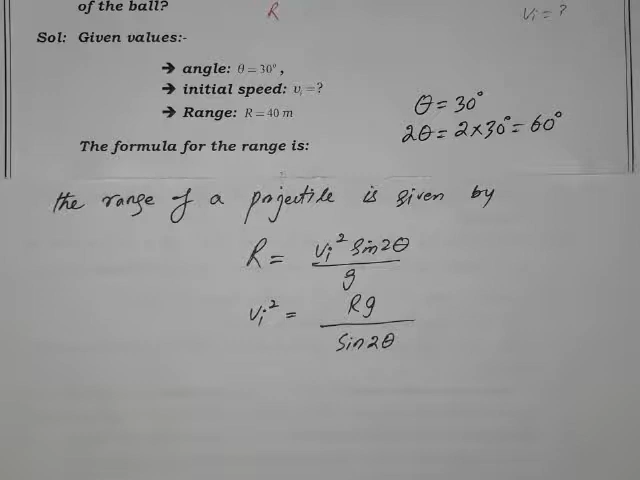 of the ball?
R
Vi = ?
Sol: Given values:-
→ angle: θ = 30°,
→ initial speed: υi = ?
→ Range: R = 40 m
θ = 30°
2θ = 2 × 30° = 60°
The formula for the range is:
the range of a projectile is given by
R = Vi² Sin2θ / g
Vi² = Rg / Sin2θ